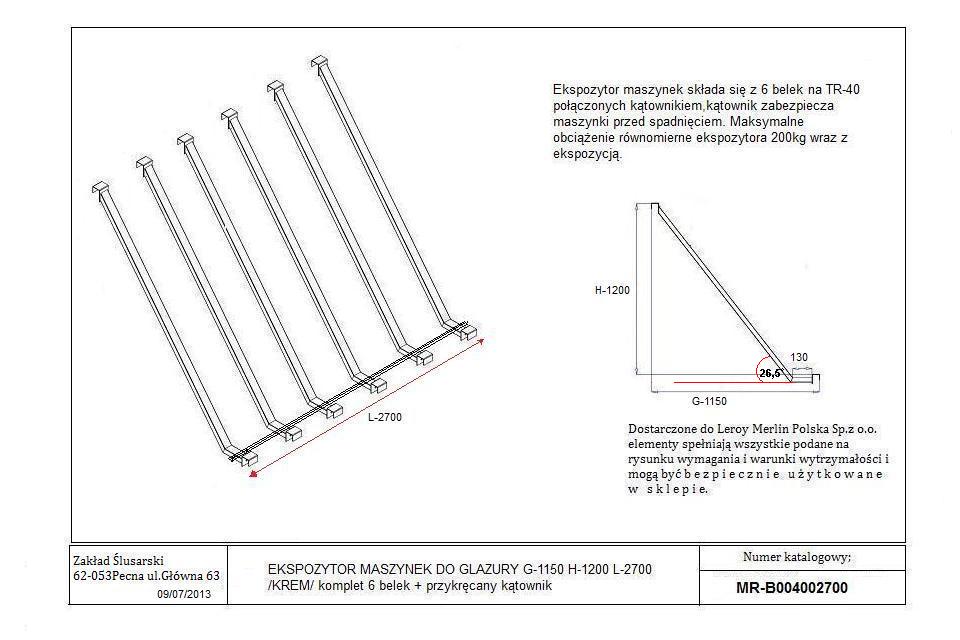 Ekspozytor maszynek składa się z 6 belek na TR-40
połączonych kątownikiem,kątownik zabezpiecza
maszynki przed spadnięciem. Maksymalne
obciążenie równomierne ekspozytora 200kg wraz z
ekspozycją.
H-1200
130
26,5°
G-1150
L-2700
Dostarczone do Leroy Merlin Polska Sp.z o.o.
elementy spełniają wszystkie podane na
rysunku wymagania i warunki wytrzymałości i
mogą być b e z p i e c z n i e u ż y t k o w a n e
w s k l e p i e.
Zakład Ślusarski
62-053Pecna ul.Główna 63
09/07/2013
EKSPOZYTOR MASZYNEK DO GLAZURY G-1150 H-1200 L-2700
/KREM/ komplet 6 belek + przykręcany kątownik
Numer katalogowy;
MR-B004002700